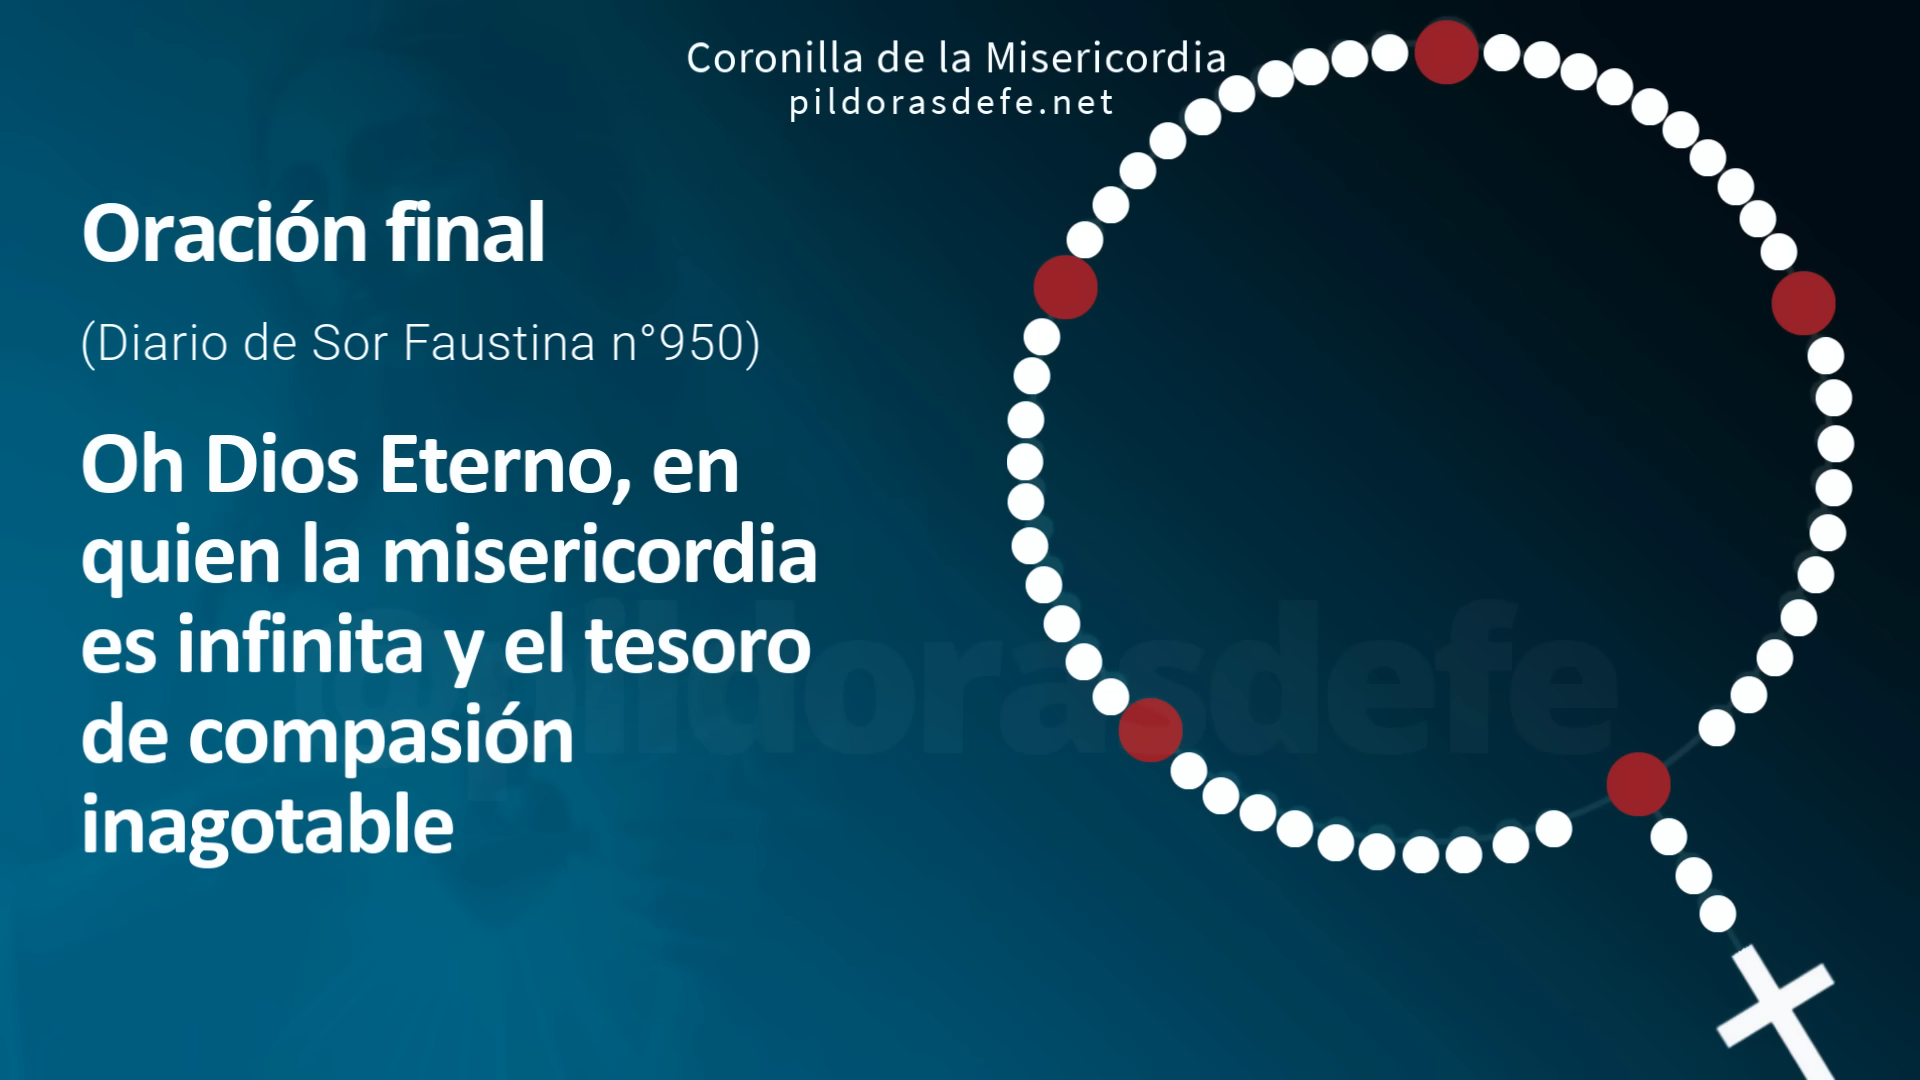 Coronilla de la Misericordia
pildorasdefe.net
Oración final
(Diario de Sor Faustina n°950)
Oh Dios Eterno, en
quien la misericordia
es infinita y el tesoro
de compasión
inagotable
@pildorasdefe